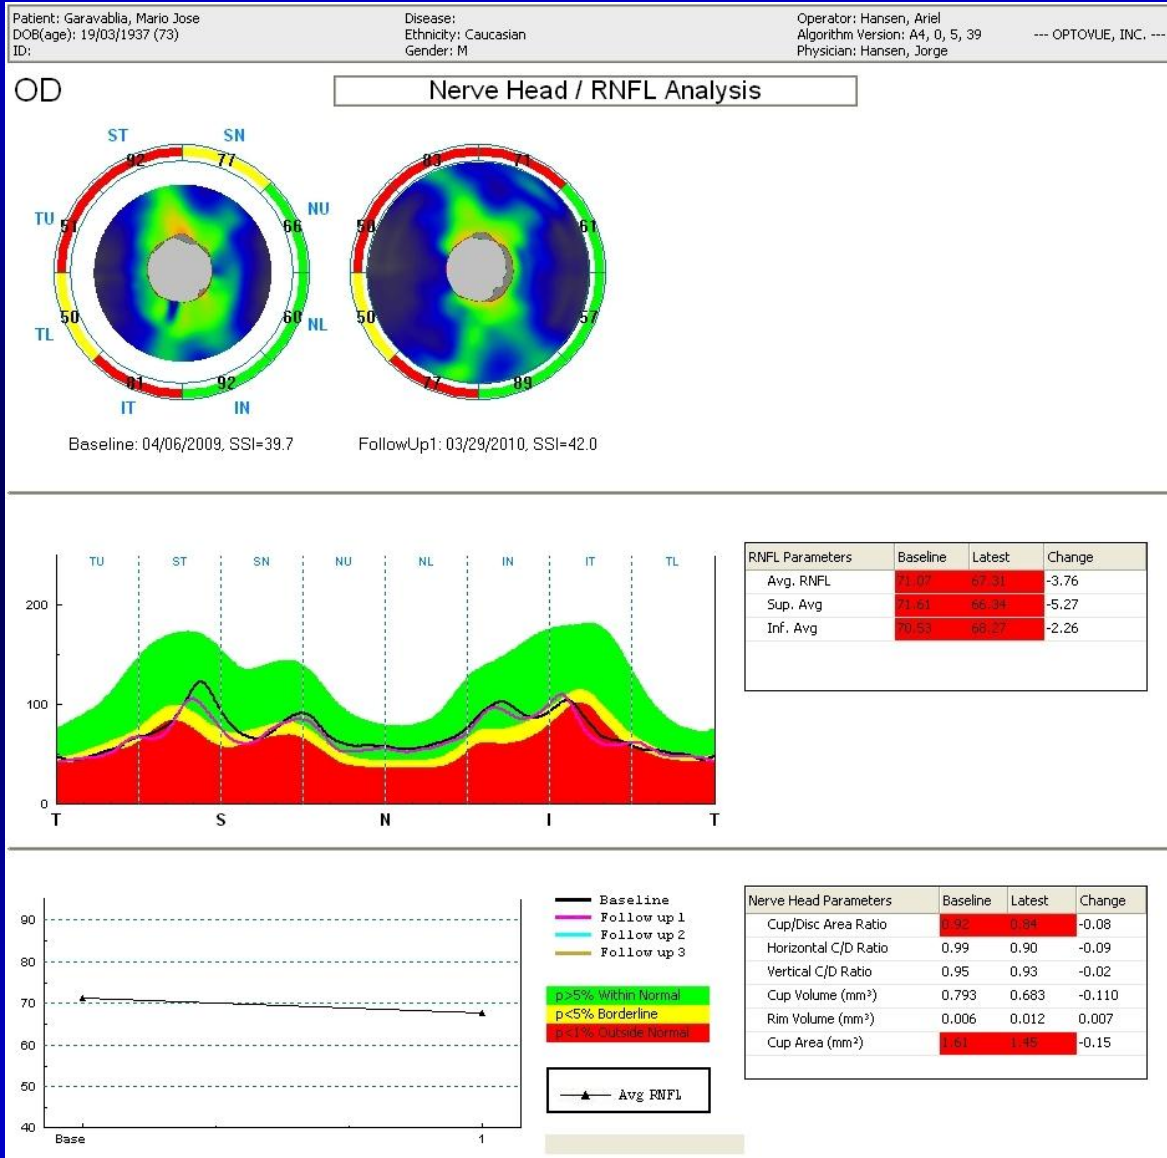 Patient: Garavablia, Mario Jose
DOB(age): 19/03/1937 (73)
ID:
Disease:
Ethnicity: Caucasian
Gender: M
Operator: Hansen, Ariel
Algorithm Version: A4, 0, 5, 39
Physician: Hansen, Jorge
--- OPTOVUE, INC. ---
OD
Nerve Head / RNFL Analysis
ST SN
92 77
TU 51 66 NU
TL 50 60 NL
81 92
IT IN
83 71
50 61
50 57
77 89
Baseline: 04/06/2009, SSI=39.7
FollowUp1: 03/29/2010, SSI=42.0
TU ST SN NU NL IN IT TL
200
100
0
T S N I T
RNFL Parameters Baseline Latest Change
Avg. RNFL 71.07 67.31 -3.76
Sup. Avg 71.61 66.34 -5.27
Inf. Avg 70.53 68.27 -2.26
90
80
70
60
50
40
Base 1
Baseline
Follow up 1
Follow up 2
Follow up 3
p>5% Within Normal
p<5% Borderline
p<1% Outside Normal
Avg RNFL
Nerve Head Parameters Baseline Latest Change
Cup/Disc Area Ratio 0.92 0.84 -0.08
Horizontal C/D Ratio 0.99 0.90 -0.09
Vertical C/D Ratio 0.95 0.93 -0.02
Cup Volume (mm³) 0.793 0.683 -0.110
Rim Volume (mm³) 0.006 0.012 0.007
Cup Area (mm²) 1.61 1.45 -0.15